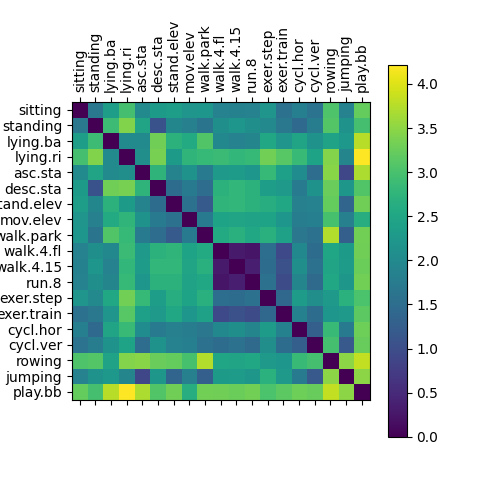 sitting
standing
lying.ba
lying.ri
asc.sta
desc.sta
stand.elev
mov.elev
walk.park
walk.4.fl
walk.4.15
run.8
exer.step
exer.train
cycl.hor
cycl.ver
rowing
jumping
play.bb
sitting
standing
lying.ba
lying.ri
asc.sta
desc.sta
tand.elev
mov.elev
walk.park
walk.4.fl
walk.4.15
run.8
exer.step
exer.train
cycl.hor
cycl.ver
rowing
jumping
play.bb
4.0
3.5
3.0
2.5
2.0
1.5
1.0
0.5
0.0